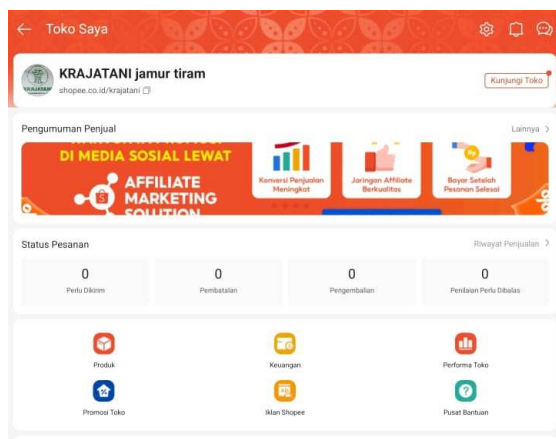 Toko Saya
KRAJATANI jamur tiram
shopee.co.id/krajatani
Kunjungi Toko
Pengumuman Penjual
Lainnya
DI MEDIA SOSIAL LEWAT
AFFILIATE
MARKETING
SOLUTION
Konversi Penjualan
Meningkat
Jaringan Affiliate
Berkualitas
Bayar Setelah
Pesanan Selesai
Status Pesanan
Riwayat Penjualan
0
Perlu Dikirim
0
Pembatalan
0
Pengembalian
0
Penilaian Perlu Dibalas
Produk
Keuangan
Performa Toko
Promosi Toko
Iklan Shopee
Pusat Bantuan